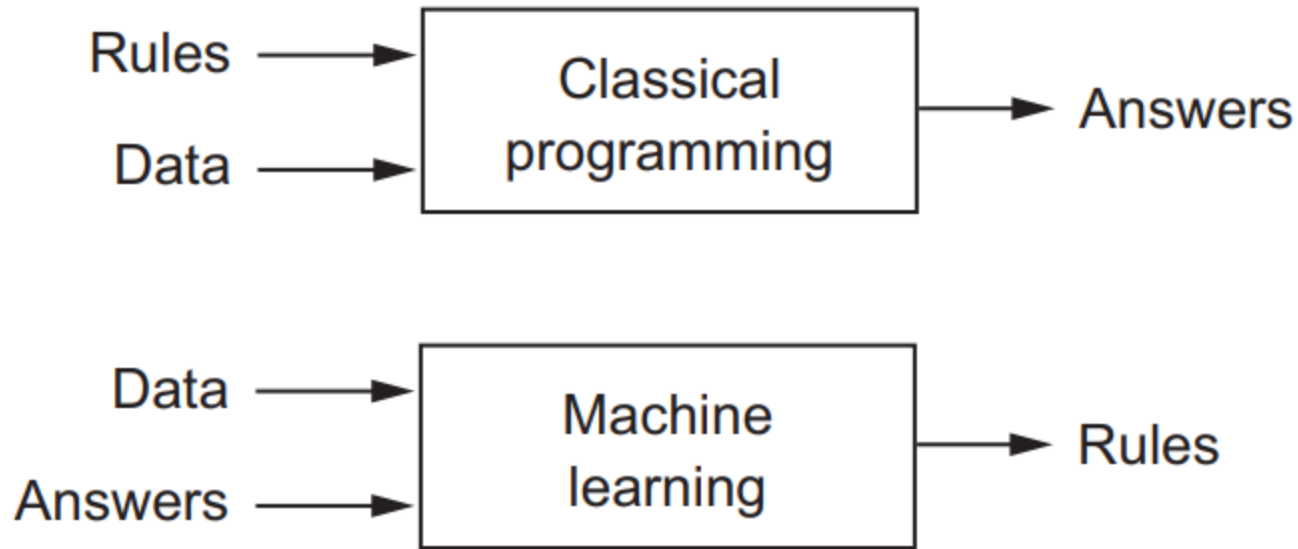 Rules
Data
Classical
programming
Answers
Data
Answers
Machine
learning
Rules